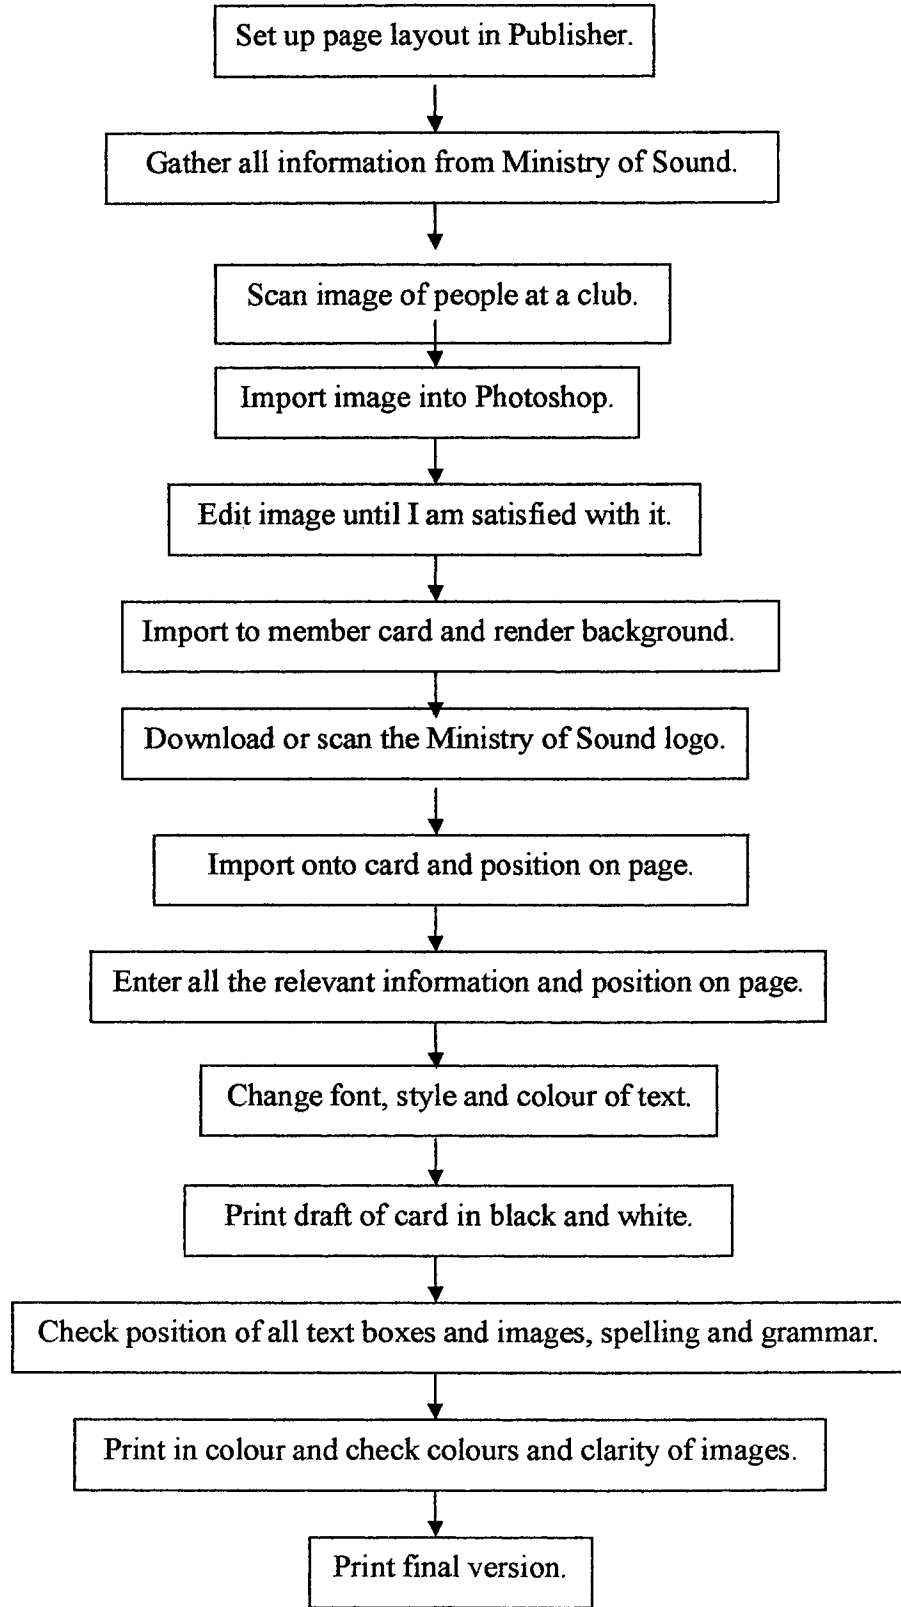 Set up page layout in Publisher.
Gather all information from Ministry of Sound.
Scan image of people at a club.
Import image into Photoshop.
Edit image until I am satisfied with it.
Import to member card and render background.
Download or scan the Ministry of Sound logo.
Import onto card and position on page.
Enter all the relevant information and position on page.
Change font, style and colour of text.
Print draft of card in black and white.
Check position of all text boxes and images, spelling and grammar.
Print in colour and check colours and clarity of images.
Print final version.